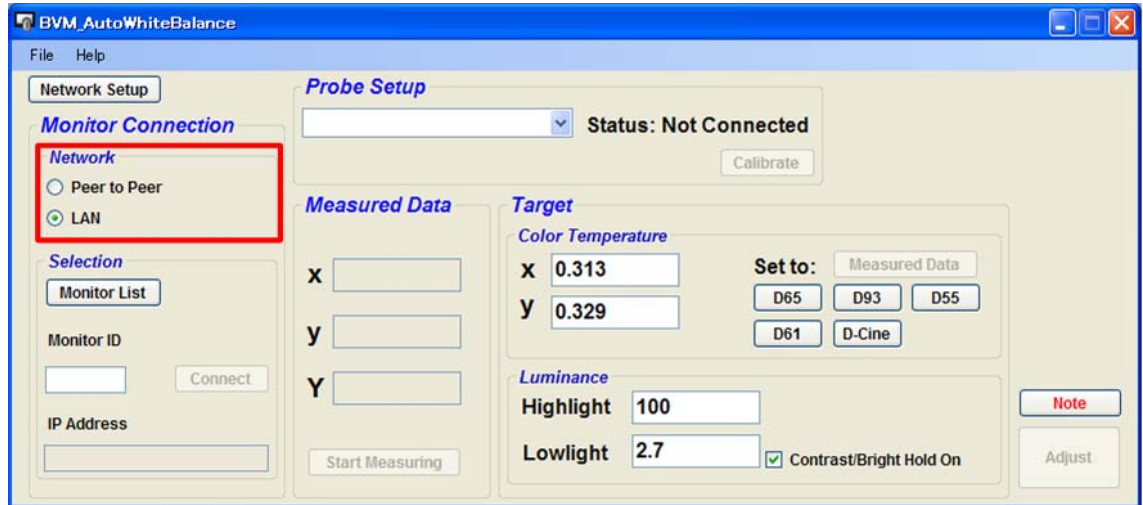 BVM_AutoWhiteBalance
File Help
Network Setup
Monitor Connection
Network
Peer to Peer
LAN
Selection
Monitor List
Monitor ID
Connect
IP Address
Probe Setup
Status: Not Connected
Calibrate
Measured Data
x
y
Y
Start Measuring
Target
Color Temperature
x 0.313
y 0.329
Set to: Measured Data
D65 D93 D55
D61 D-Cine
Luminance
Highlight 100
Lowlight 2.7
Contrast/Bright Hold On
Note
Adjust